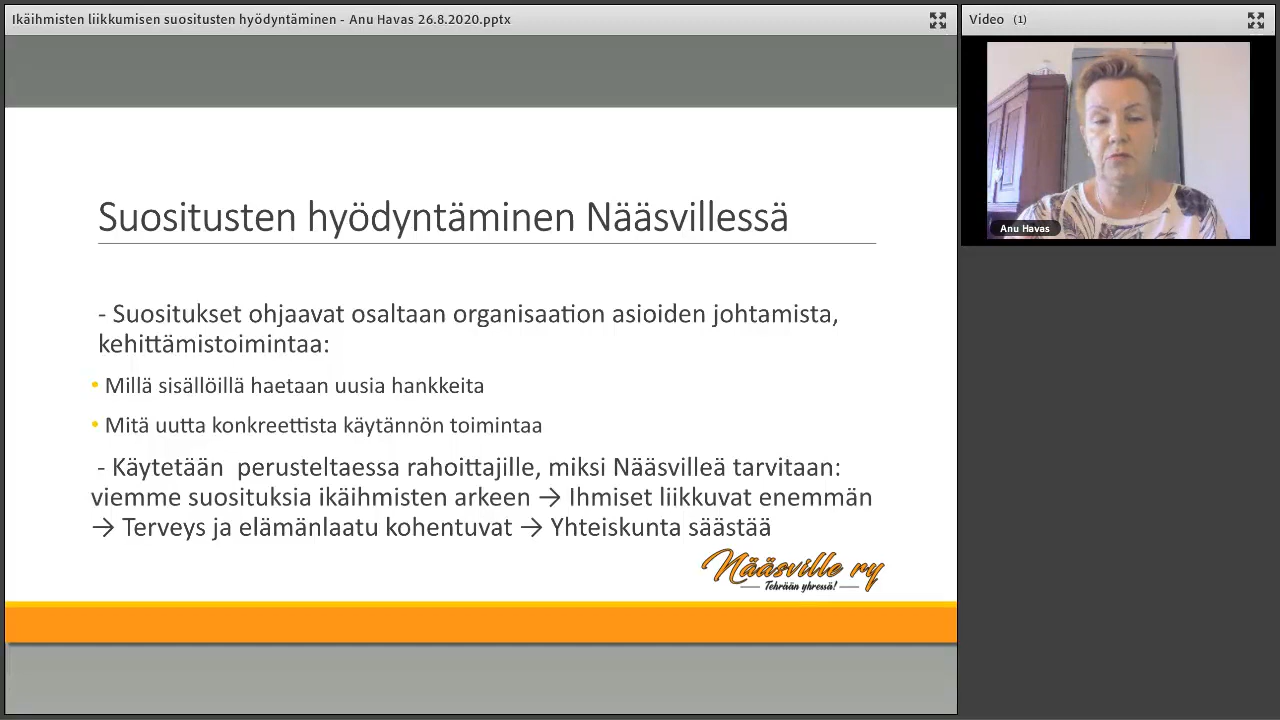 Ikäihmisten liikkumisen suositusten hyödyntäminen - Anu Havas 26.8.2020.pptx
Video (1)
Anu Havas
Suositusten hyödyntäminen Nääsvillessä
- Suositukset ohjaavat osaltaan organisaation asioiden johtamista,
kehittämistoimintaa:
• Millä sisällöillä haetaan uusia hankkeita
• Mitä uutta konkreettista käytännön toimintaa
- Käytetään  perusteltaessa rahoittajille, miksi Nääsvilleä tarvitaan:
viemme suosituksia ikäihmisten arkeen → Ihmiset liikkuvat enemmän
→ Terveys ja elämänlaatu kohentuvat → Yhteiskunta säästää
Nääsville ry
Tehrään yhressä!